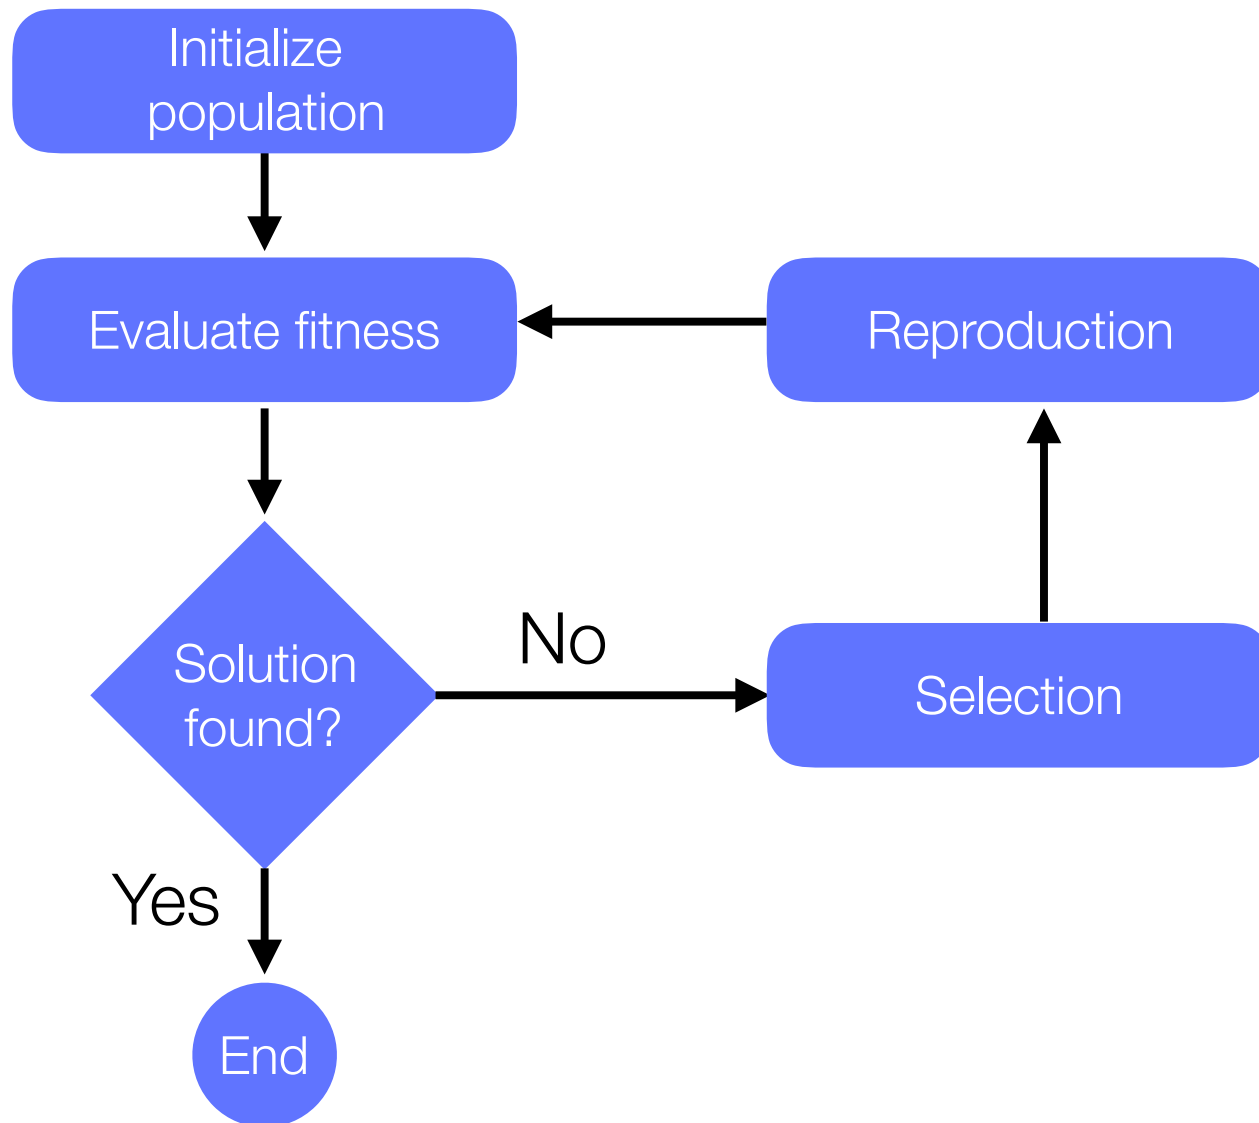 Initialize
population
Evaluate fitness
Reproduction
Solution
found?
No
Selection
Yes
End